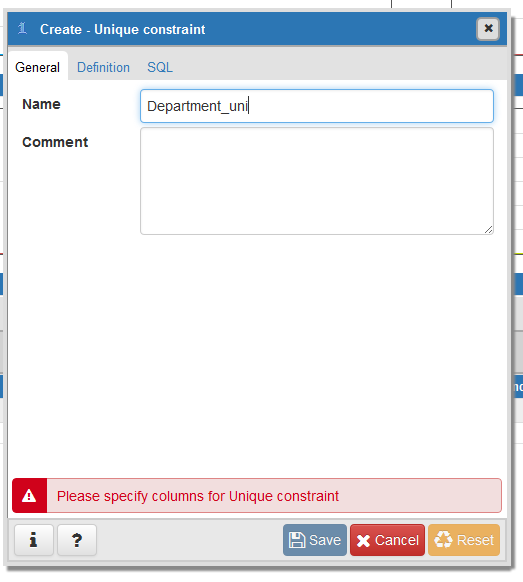 Create - Unique constraint
General Definition SQL
Name Department_uni
Comment
Please specify columns for Unique constraint
i ? Save Cancel Reset